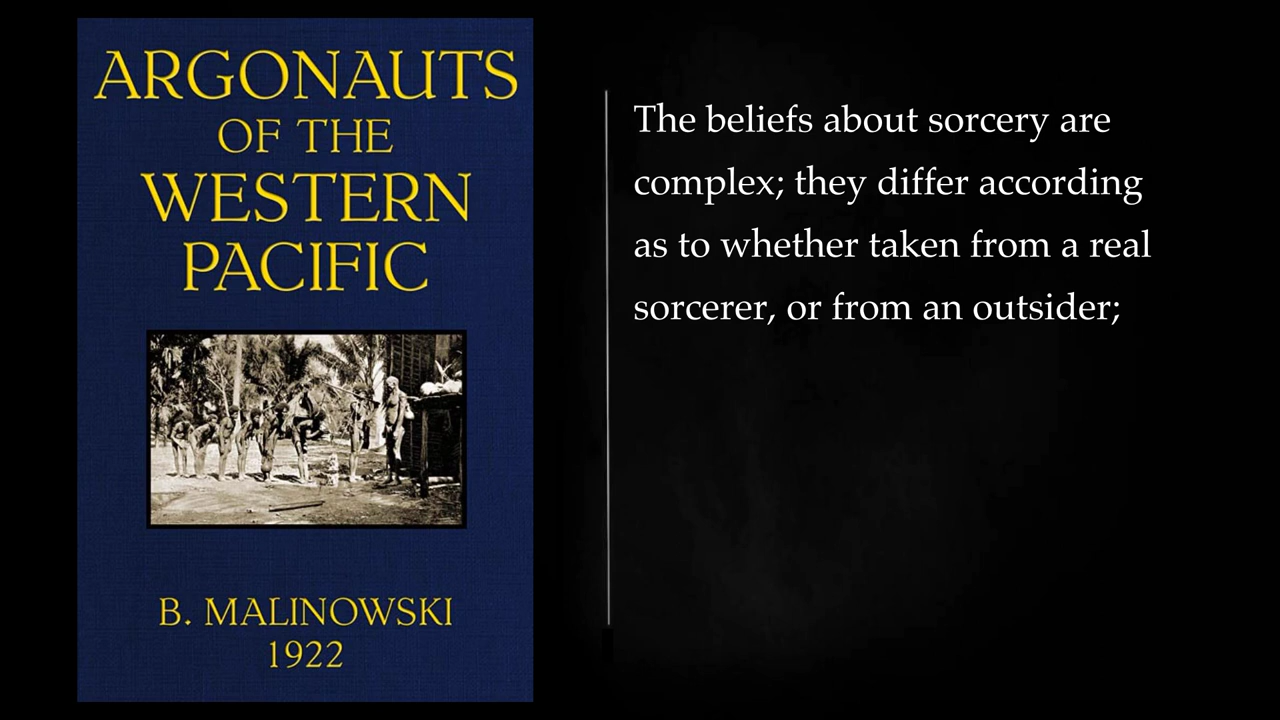 ARGONAUTS
OF THE
WESTERN
PACIFIC
B. MALINOWSKI
1922
The beliefs about sorcery are
complex; they differ according
as to whether taken from a real
sorcerer, or from an outsider;